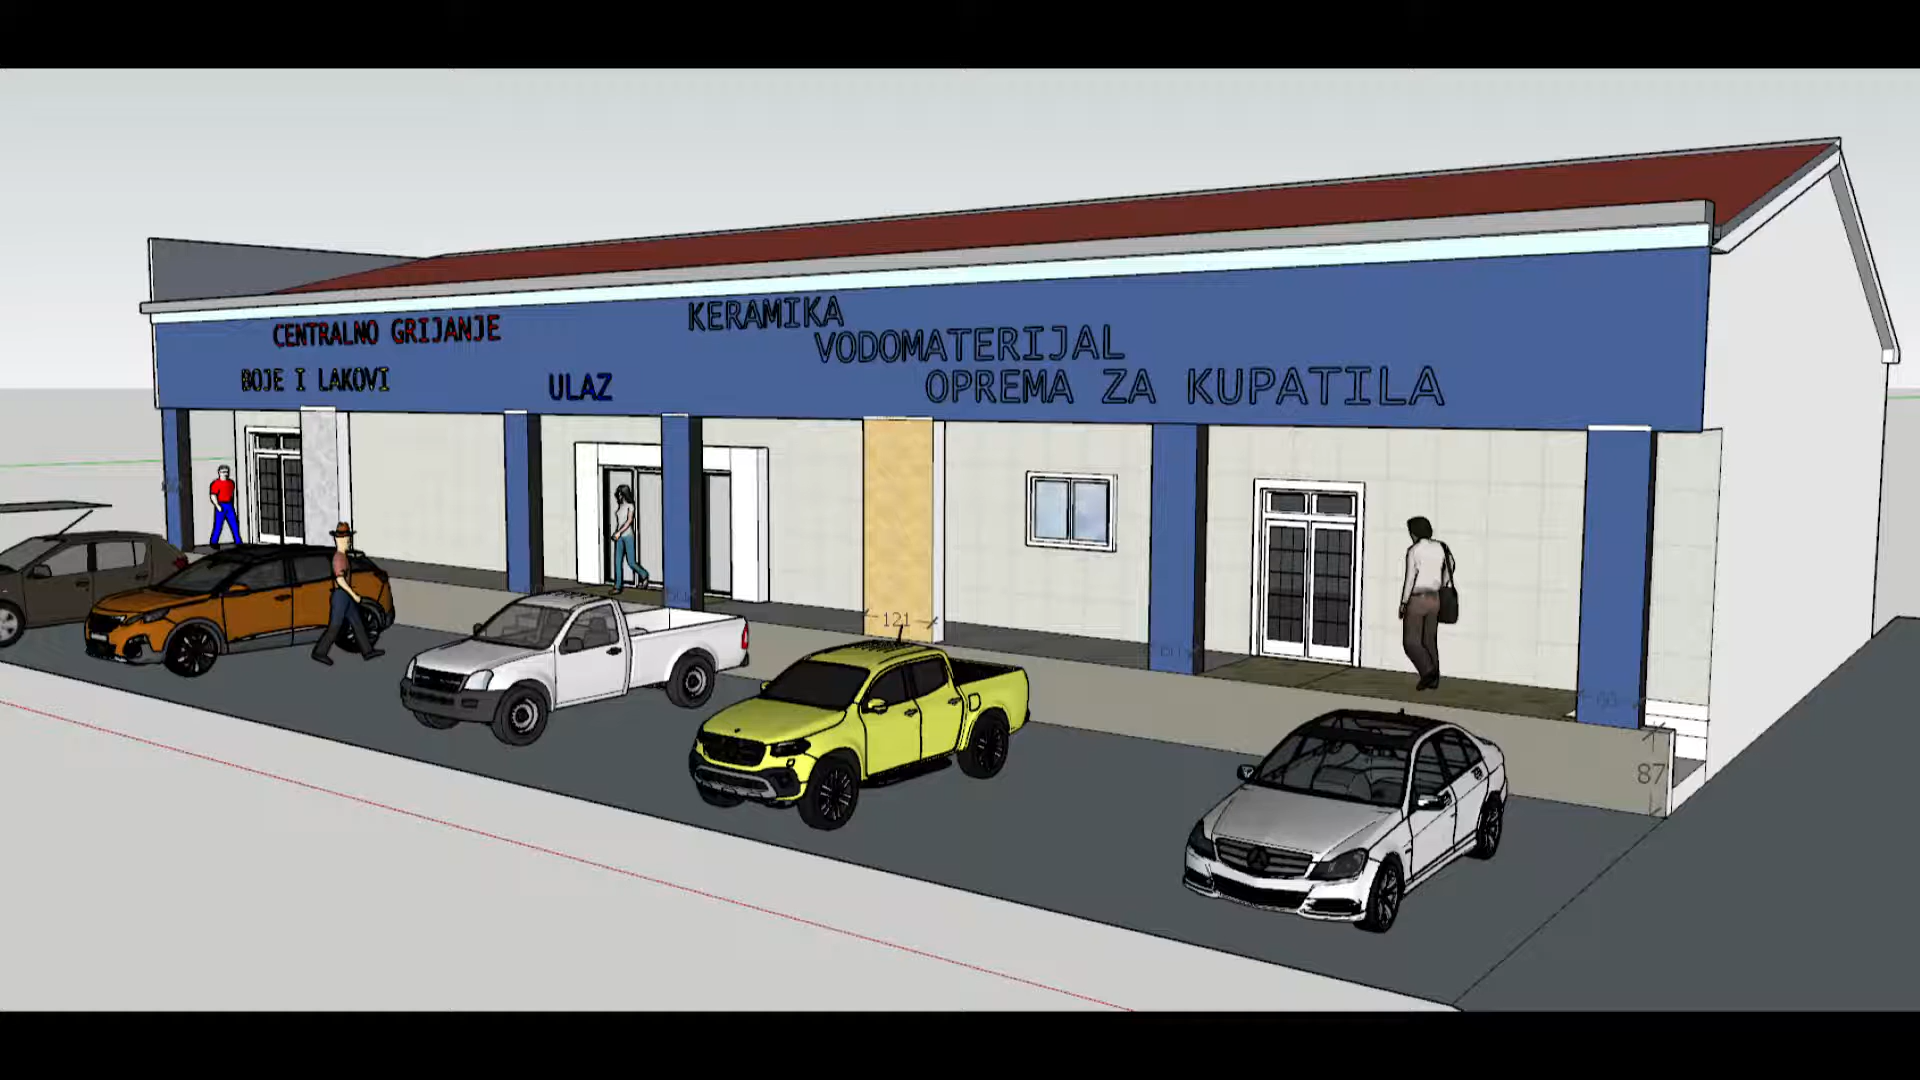 CENTRALNO GRIJANJE
BOJE I LAKOVI
ULAZ
KERAMIKA
VODOMATERIJAL
OPREMA ZA KUPATILA
121
87